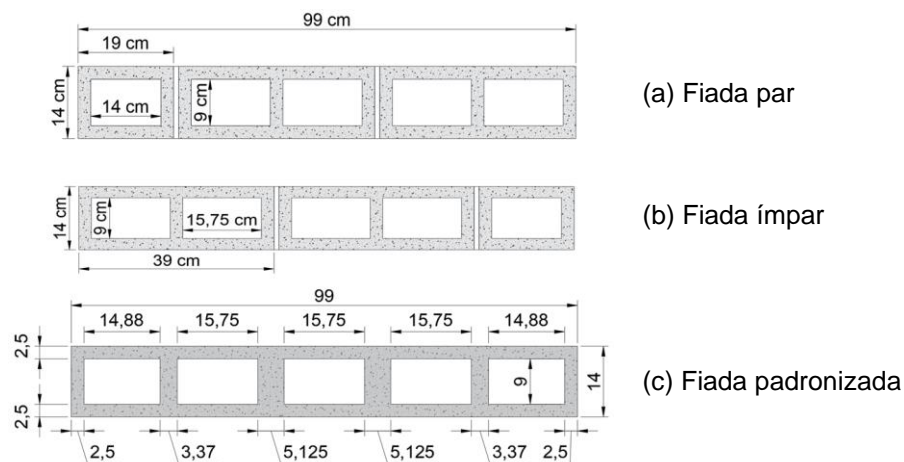 99 cm
19 cm
14 cm
14 cm
9 cm
(a) Fiada par
14 cm
9 cm
15,75 cm
39 cm
(b) Fiada ímpar
99
14,88
15,75
15,75
15,75
14,88
2,5
2,5
9
14
(c) Fiada padronizada
2,5
3,37
5,125
5,125
3,37
2,5